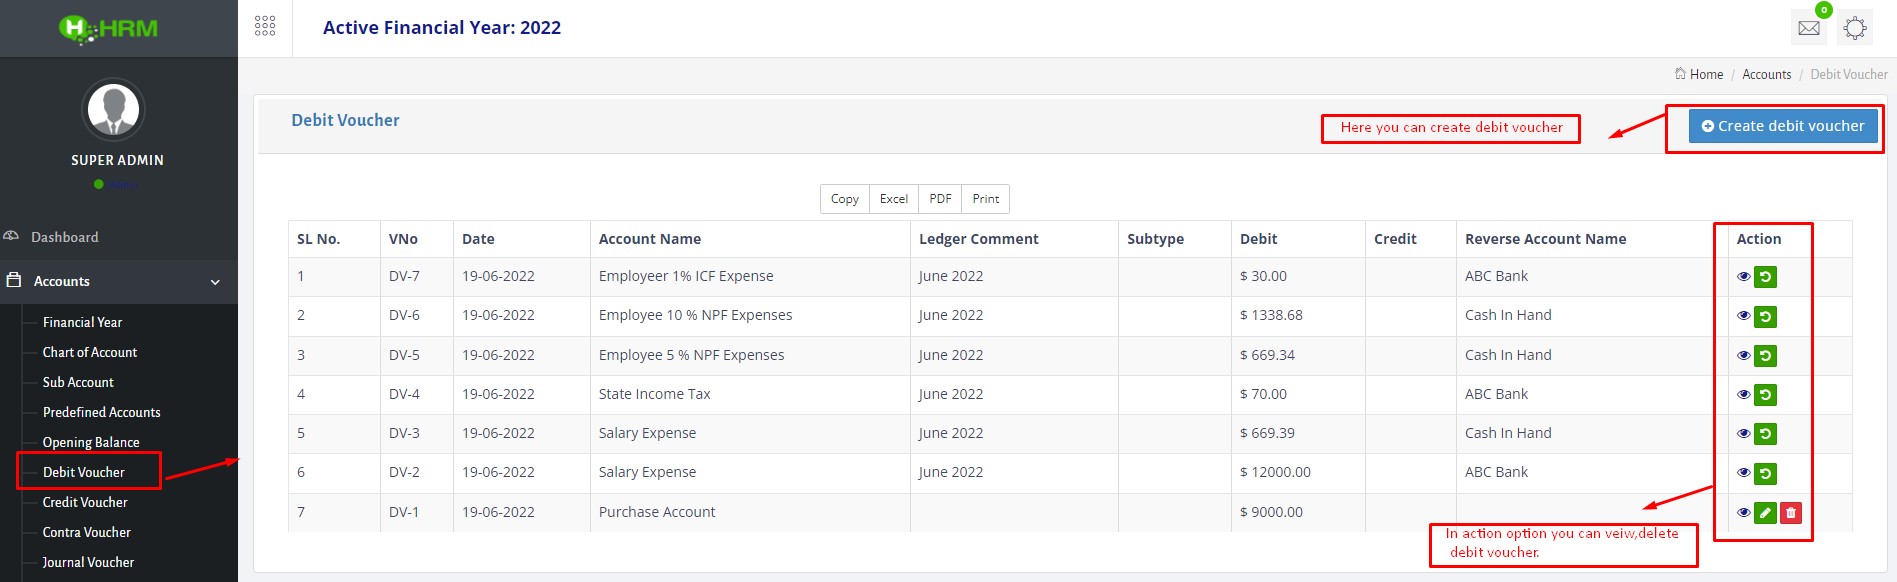 HRM
Active Financial Year: 2022
0
Home / Accounts / Debit Voucher
SUPER ADMIN
Debit Voucher
Here you can create debit voucher
Create debit voucher
Copy Excel PDF Print
SL No. VNo Date Account Name Ledger Comment Subtype Debit Credit Reverse Account Name Action
1 DV-7 19-06-2022 Employeer 1% ICF Expense June 2022 $ 30.00 ABC Bank
2 DV-6 19-06-2022 Employee 10 % NPF Expenses June 2022 $ 1338.68 Cash In Hand
3 DV-5 19-06-2022 Employee 5 % NPF Expenses June 2022 $ 669.34 Cash In Hand
4 DV-4 19-06-2022 State Income Tax June 2022 $ 70.00 ABC Bank
5 DV-3 19-06-2022 Salary Expense June 2022 $ 669.39 Cash In Hand
6 DV-2 19-06-2022 Salary Expense June 2022 $ 12000.00 ABC Bank
7 DV-1 19-06-2022 Purchase Account $ 9000.00
In action option you can veiw,delete
debit voucher.
Dashboard
Accounts
Financial Year
Chart of Account
Sub Account
Predefined Accounts
Opening Balance
Debit Voucher
Credit Voucher
Contra Voucher
Journal Voucher